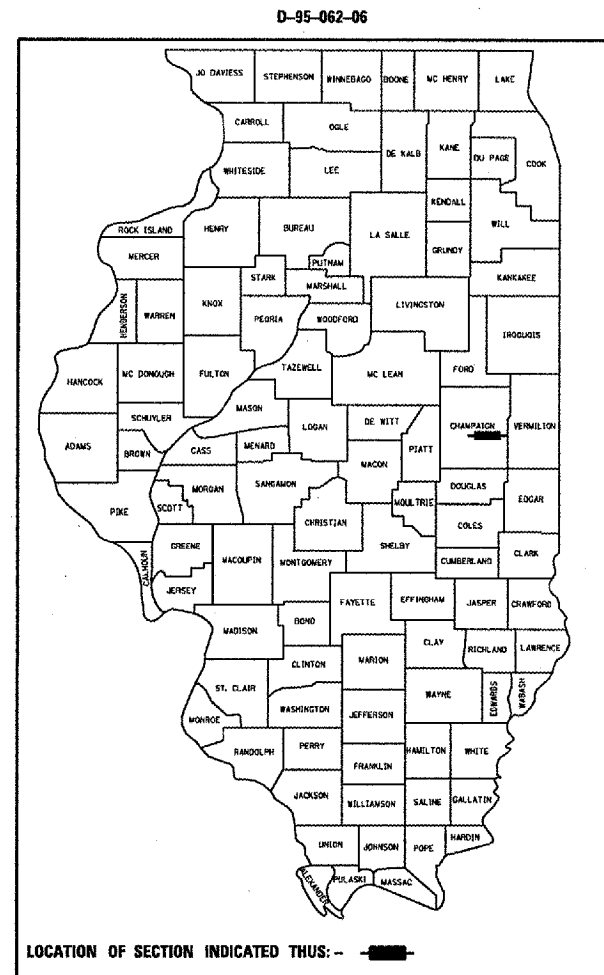 D-95-062-06
JO DAVIESS
STEPHENSON
WINNEBAGO
BOONE
MC HENRY
LAKE
CARROLL
OGLE
DE KALB
KANE
DU PAGE
COOK
WHITESIDE
LEE
KENDALL
WILL
ROCK ISLAND
HENRY
BUREAU
LA SALLE
GRUNDY
MERCER
PUTNAM
KANKAKEE
STARK
MARSHALL
HENDERSON
WARREN
KNOX
PEORIA
WOODFORD
LIVINGSTON
IROQUOIS
HANCOCK
MC DONOUGH
FULTON
TAZEWELL
MC LEAN
FORD
SCHUYLER
MASON
LOGAN
DE WITT
CHAMPAIGN
VERMILION
ADAMS
BROWN
CASS
MENARD
MACON
PIATT
PIKE
SCOTT
MORGAN
SANGAMON
CHRISTIAN
MOULTRIE
DOUGLAS
EDGAR
COLES
CALHOUN
GREENE
MACOUPIN
MONTGOMERY
SHELBY
CUMBERLAND
CLARK
JERSEY
FAYETTE
EFFINGHAM
JASPER
CRAWFORD
MADISON
BOND
CLAY
RICHLAND
LAWRENCE
CLINTON
MARION
ST. CLAIR
WAYNE
EDWARDS
WABASH
MONROE
WASHINGTON
JEFFERSON
RANDOLPH
PERRY
HAMILTON
WHITE
FRANKLIN
JACKSON
WILLIAMSON
SALINE
GALLATIN
UNION
JOHNSON
POPE
HARDIN
ALEXANDER
PULASKI
MASSAC
LOCATION OF SECTION INDICATED THUS: -